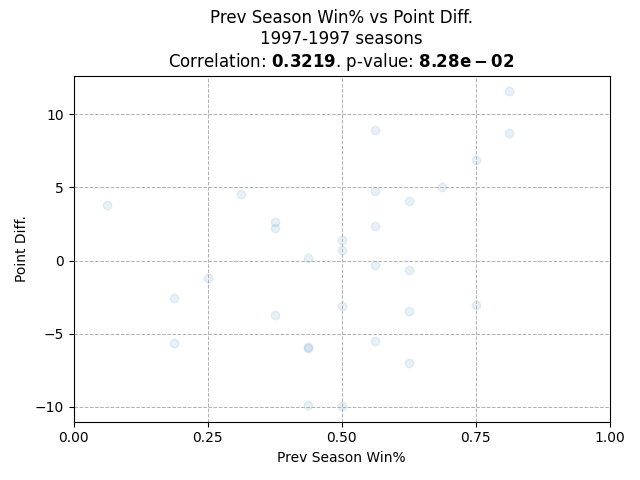 Prev Season Win% vs Point Diff.
1997-1997 seasons
Correlation: 0.3219. p-value: 8.28e − 02
10
5
0
−5
−10
Point Diff.
0.00 0.25 0.50 0.75 1.00
Prev Season Win%